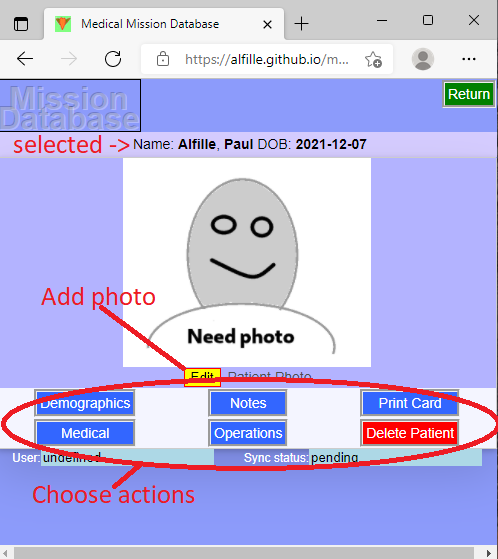 Medical Mission Database
https://alfille.github.io/m...
Mission
Database
Return
selected -> Name: Alfille, Paul DOB: 2021-12-07
Add photo
Need photo
Edit Patient Photo
Demographics Notes Print Card
Medical Operations Delete Patient
User: undefined Sync status: pending
Choose actions